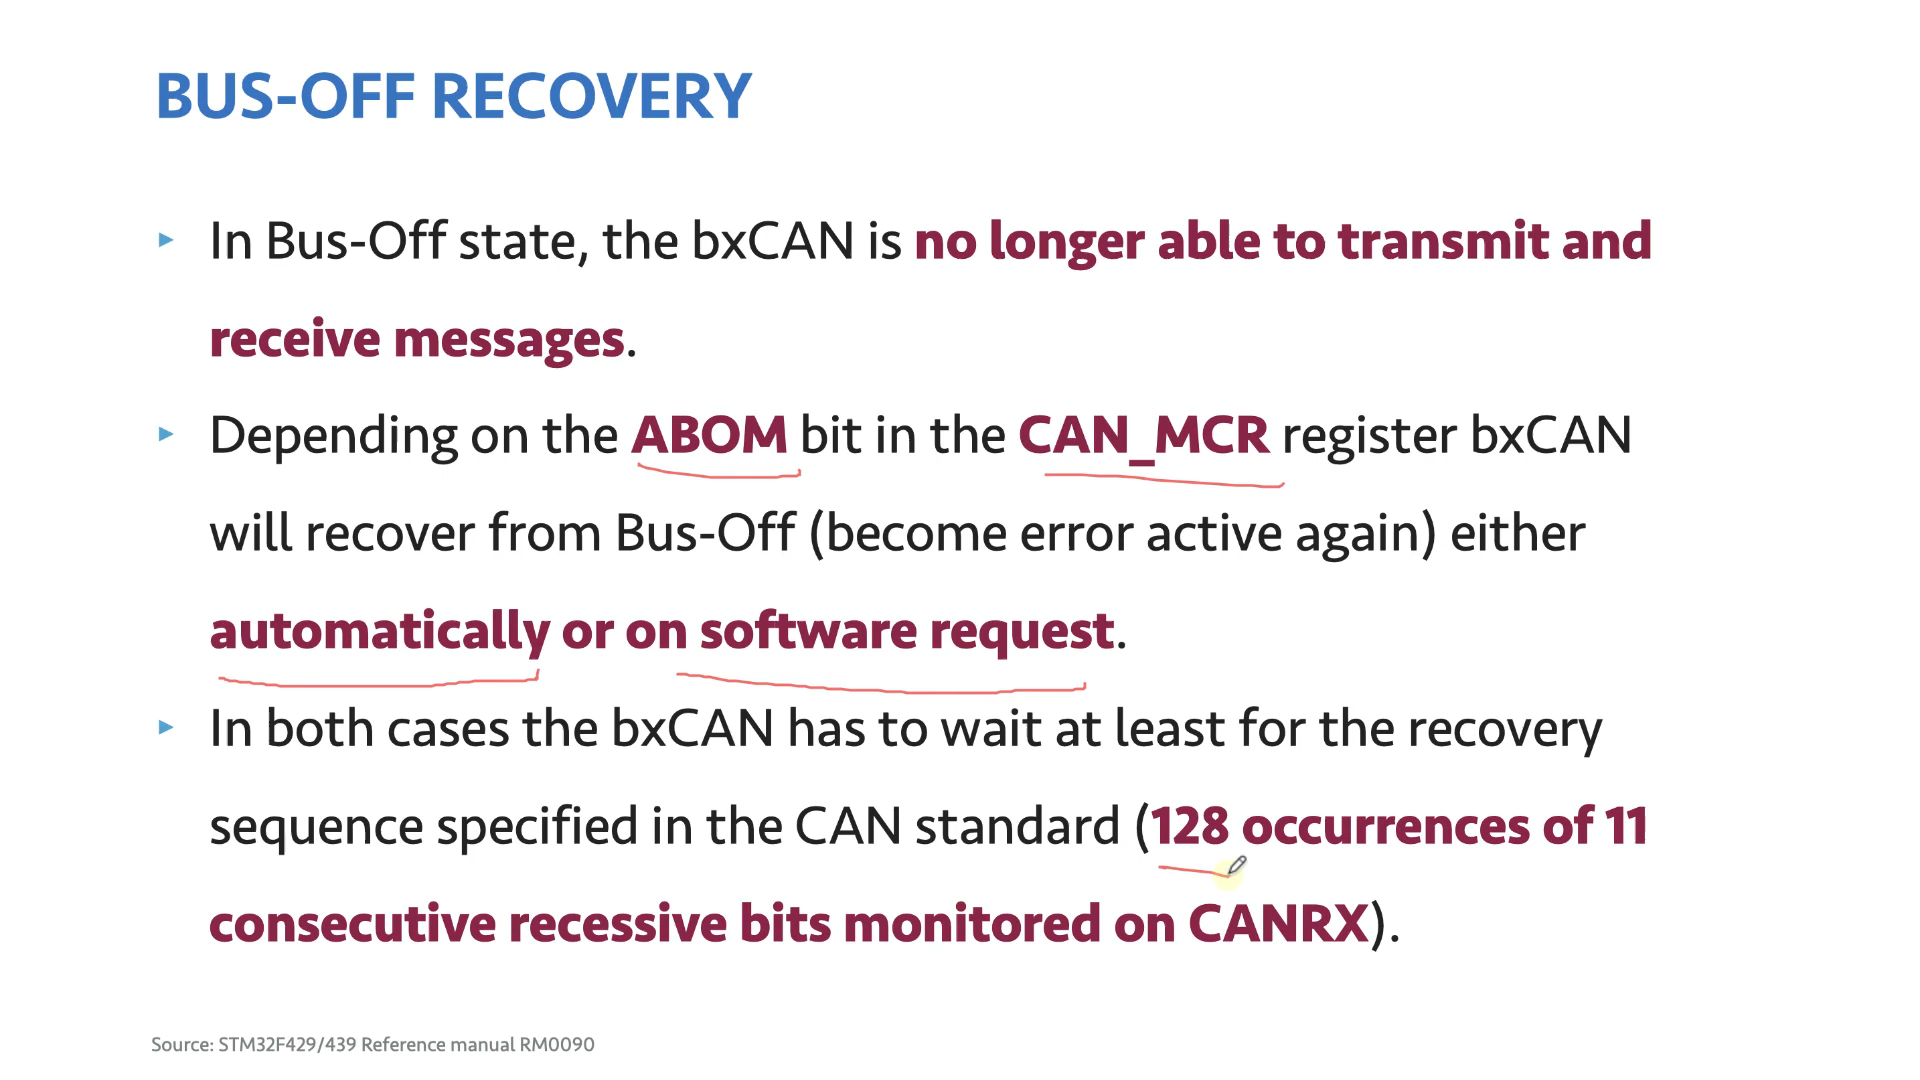 BUS-OFF RECOVERY
In Bus-Off state, the bxCAN is no longer able to transmit and
receive messages.
Depending on the ABOM bit in the CAN_MCR register bxCAN
will recover from Bus-Off (become error active again) either
automatically or on software request.
In both cases the bxCAN has to wait at least for the recovery
sequence specified in the CAN standard (128 occurrences of 11
consecutive recessive bits monitored on CANRX).
Source: STM32F429/439 Reference manual RM0090